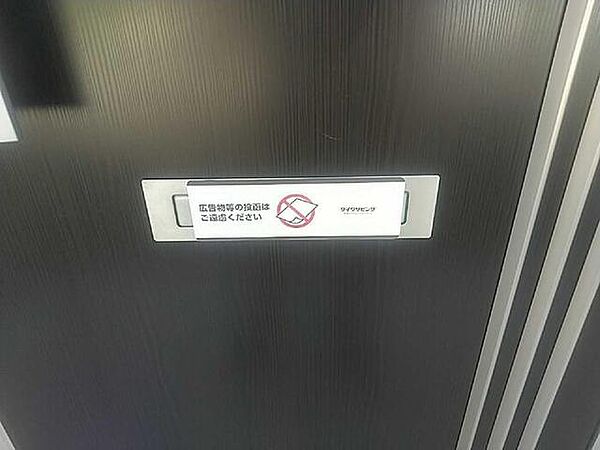 広告物等の投函は
ご遠慮ください
ダイワリビング